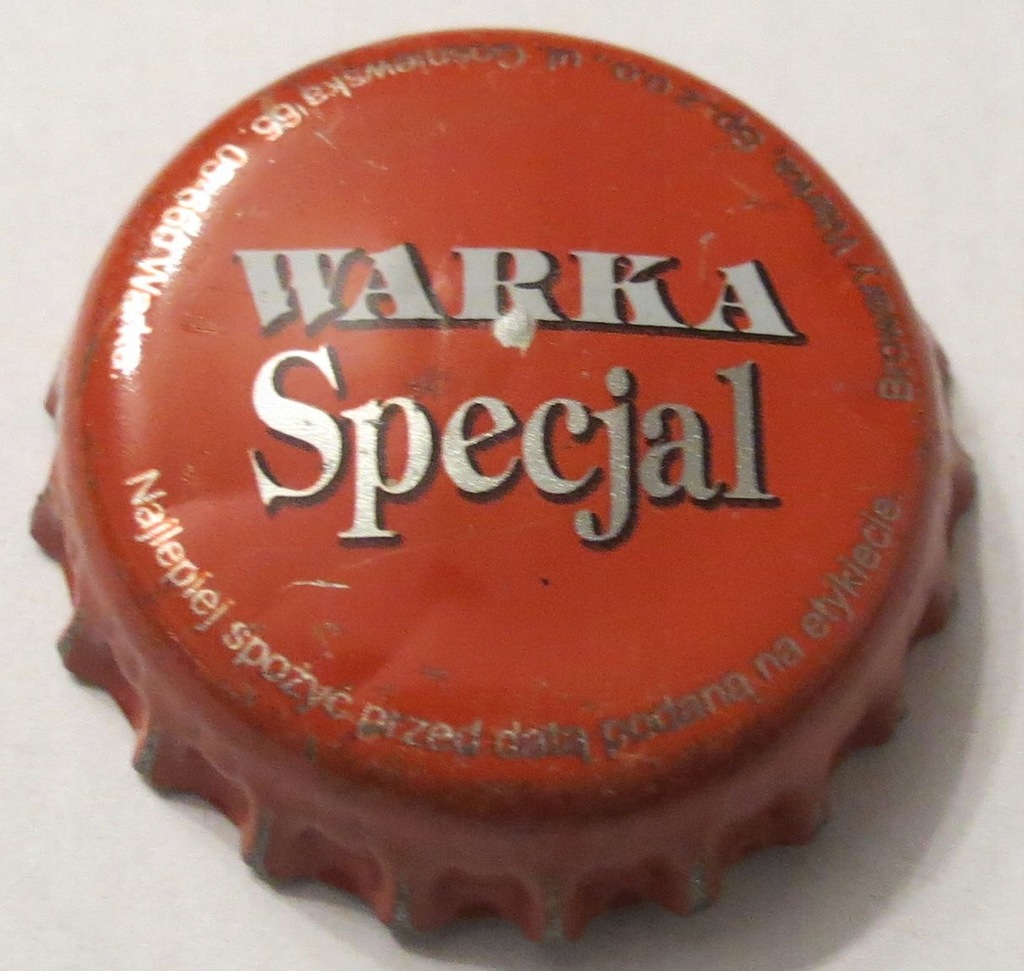 WARKA
Specjal
Browary Warka, Sp. z o.o., ul. Gośniewska 65, 05-660 Warka.
Najlepiej spożyć przed datą podaną na etykiecie.